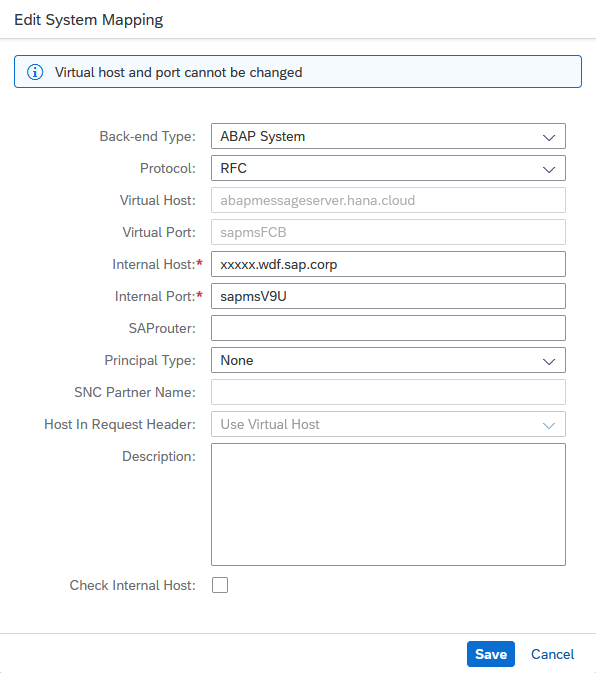 Edit System Mapping
Virtual host and port cannot be changed
Back-end Type: ABAP System
Protocol: RFC
Virtual Host: abapmessageserver.hana.cloud
Virtual Port: sapmsFCB
Internal Host:* xxxxx.wdf.sap.corp
Internal Port:* sapmsV9U
SAProuter:
Principal Type: None
SNC Partner Name:
Host In Request Header: Use Virtual Host
Description:
Check Internal Host:
Save Cancel